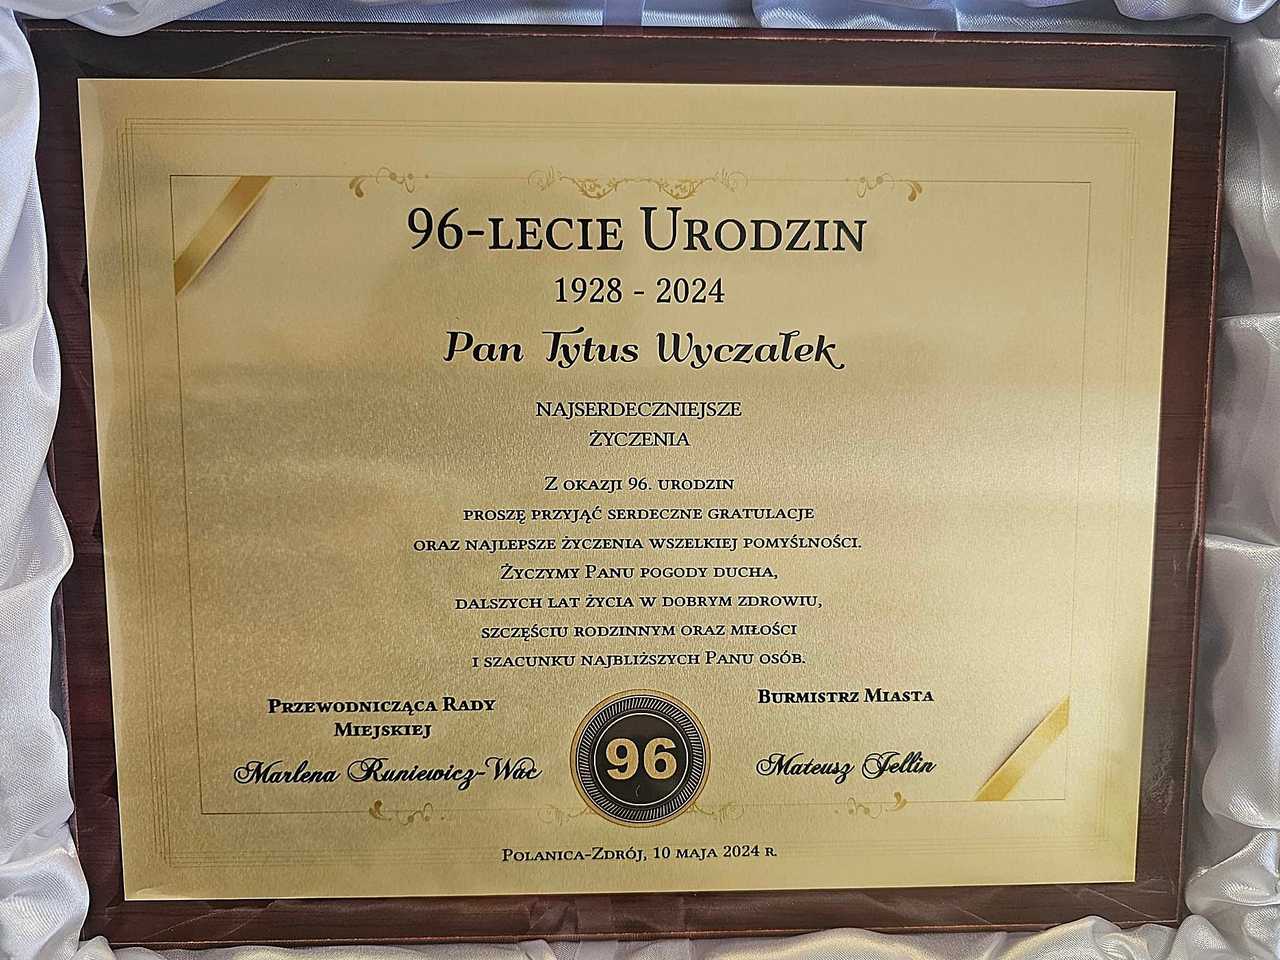 96-lecie Urodzin
1928 - 2024
Pan Tytus Wyczałek
NAJSERDECZNIEJSZE
ŻYCZENIA
Z okazji 96. urodzin
proszę przyjąć serdeczne gratulacje
oraz najlepsze życzenia wszelkiej pomyślności.
Życzymy Panu pogody ducha,
dalszych lat życia w dobrym zdrowiu,
szczęściu rodzinnym oraz miłości
i szacunku najbliższych Panu osób.
Przewodnicząca Rady
Miejskiej
Marlena Runiewicz-Wac
Burmistrz Miasta
Mateusz Jellin
96
Polanica-Zdrój, 10 maja 2024 r.